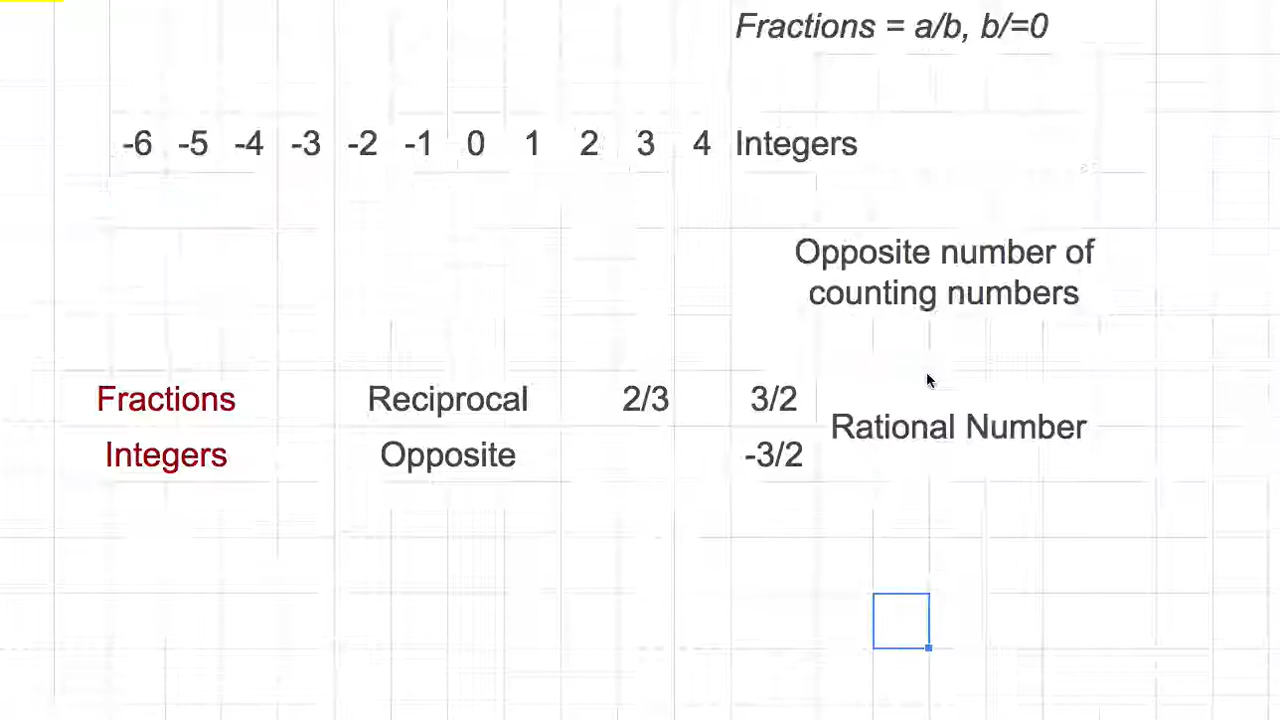 Fractions = a/b, b/=0
-6 -5 -4 -3 -2 -1 0 1 2 3 4 Integers
Opposite number of
counting numbers
Fractions Reciprocal 2/3 3/2
Rational Number
Integers Opposite -3/2